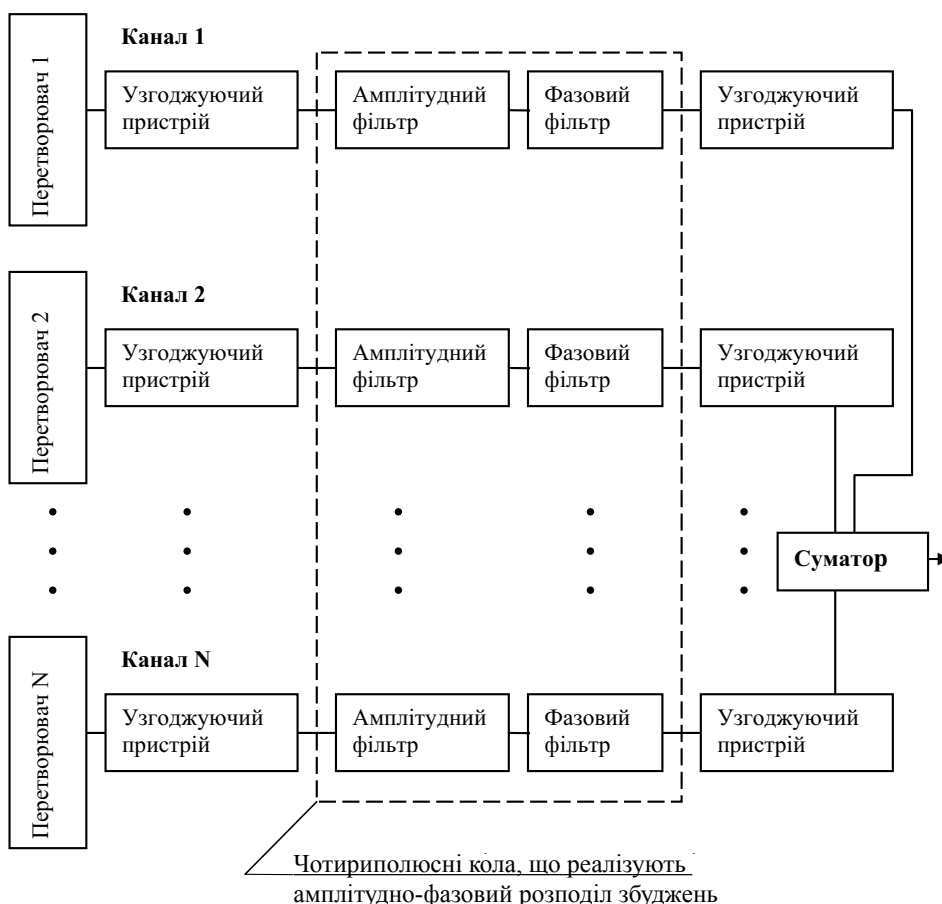 Канал 1
Перетворювач 1
Узгоджуючий
пристрій
Амплітудний
фільтр
Фазовий
фільтр
Узгоджуючий
пристрій
Канал 2
Перетворювач 2
Узгоджуючий
пристрій
Амплітудний
фільтр
Фазовий
фільтр
Узгоджуючий
пристрій
Суматор
Канал N
Перетворювач N
Узгоджуючий
пристрій
Амплітудний
фільтр
Фазовий
фільтр
Узгоджуючий
пристрій
Чотириполюсні кола, що реалізують
амплітудно-фазовий розподіл збуджень